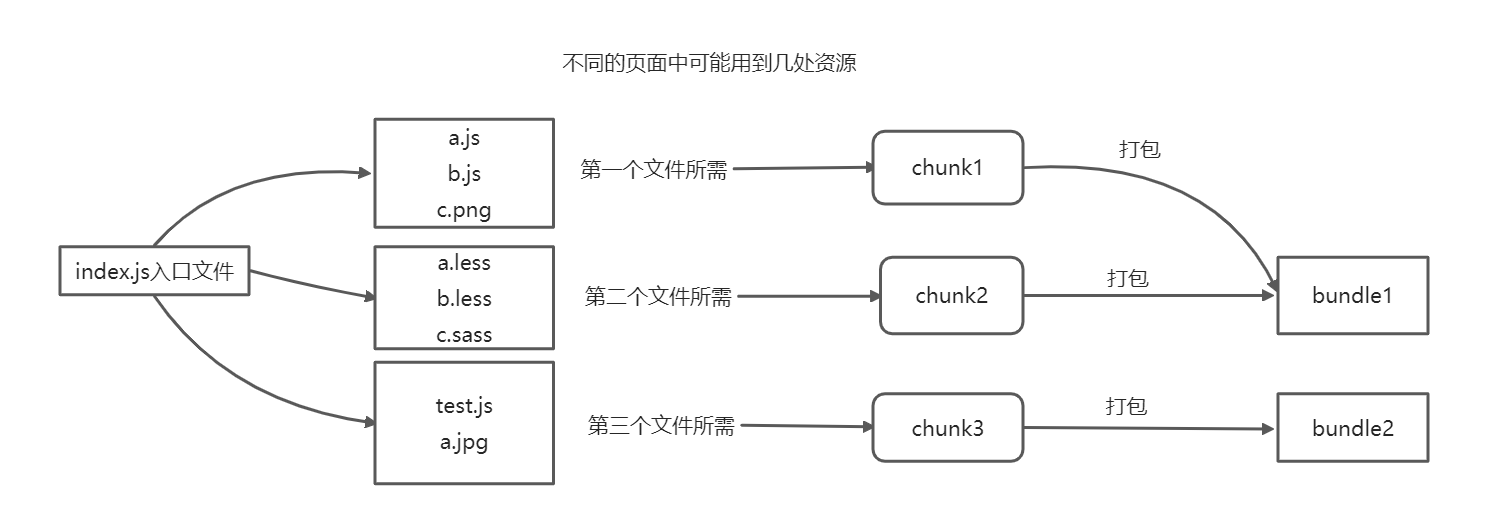 不同的页面中可能用到几处资源
index.js入口文件
a.js
b.js
c.png
第一个文件所需
chunk1
打包
a.less
b.less
c.sass
第二个文件所需
chunk2
打包
bundle1
test.js
a.jpg
第三个文件所需
chunk3
打包
bundle2